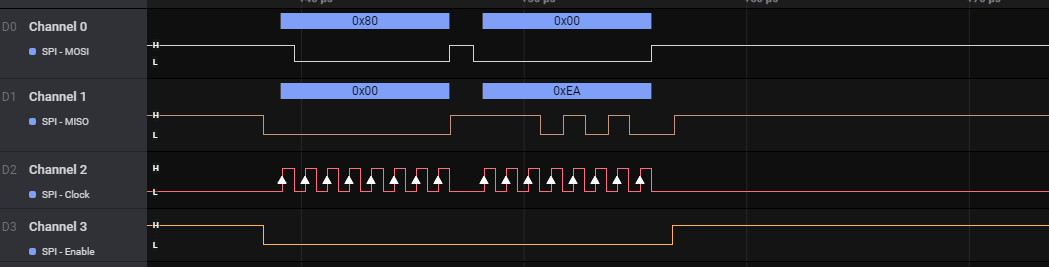 D0 Channel 0
SPI - MOSI
H
L
0x80 0x00
D1 Channel 1
SPI - MISO
H
L
0x00 0xEA
D2 Channel 2
SPI - Clock
H
L
D3 Channel 3
SPI - Enable
H
L